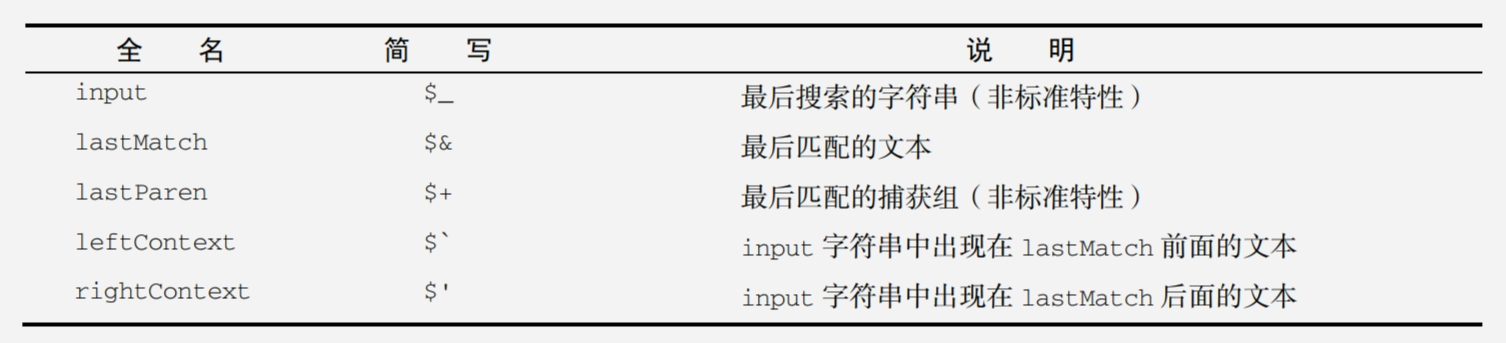 全 名 简 写 说 明
input $_ 最后搜索的字符串（非标准特性）
lastMatch $& 最后匹配的文本
lastParen $+ 最后匹配的捕获组（非标准特性）
leftContext $` input 字符串中出现在 lastMatch 前面的文本
rightContext $' input 字符串中出现在 lastMatch 后面的文本